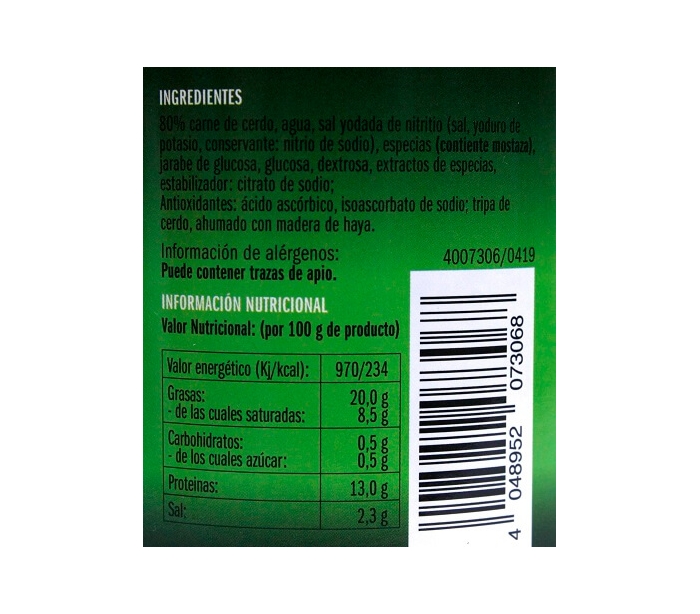 INGREDIENTES
80% carne de cerdo, agua, sal yodada de nitritio (sal, yoduro de
potasio, conservante: nitrio de sodio), especias (contiente mostaza),
jarabe de glucosa, glucosa, dextrosa, extractos de especias,
estabilizador: citrato de sodio;
Antioxidantes: ácido ascórbico, isoascorbato de sodio; tripa de
cerdo, ahumado con madera de haya.
Información de alérgenos:
4007306/0419
Puede contener trazas de apio.
INFORMACIÓN NUTRICIONAL
Valor Nutricional: (por 100 g de producto)
Valor energético (Kj/kcal): 970/234
Grasas: 20,0 g
- de las cuales saturadas: 8,5 g
Carbohidratos: 0,5 g
- de los cuales azúcar: 0,5 g
Proteinas: 13,0 g
Sal: 2,3 g
4 048952 073068